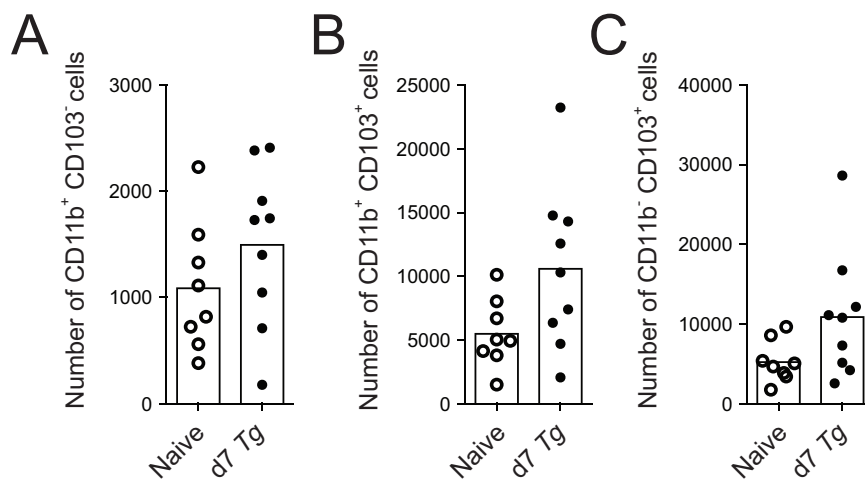 A
Number of CD11b⁺ CD103⁻ cells
3000
2000
1000
0
Naive
d7 Tg
B
Number of CD11b⁺ CD103⁺ cells
25000
20000
15000
10000
5000
0
Naive
d7 Tg
C
Number of CD11b⁻ CD103⁺ cells
40000
30000
20000
10000
0
Naive
d7 Tg